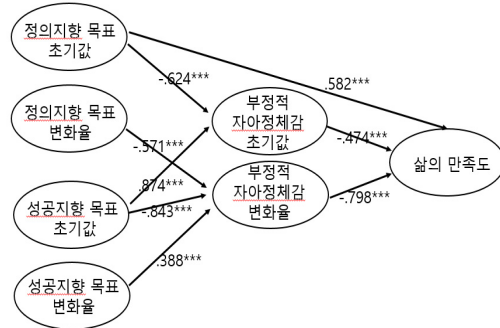 정의지향 목표
초기값
-.624***
.582***
정의지향 목표
변화율
부정적
자아정체감
초기값
-.571***
-.474***
삶의 만족도
.874***
부정적
자아정체감
변화율
-.798***
성공지향 목표
초기값
-.843***
.388***
성공지향 목표
변화율